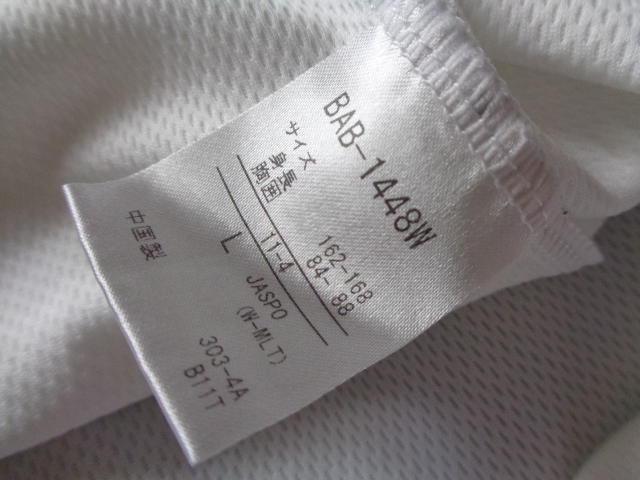 BAB-1448W
サイズ
身長 162-168
胸囲 84- 88
11-4
L JASPO
(W-MLT)
303-4A
中国製 B11T